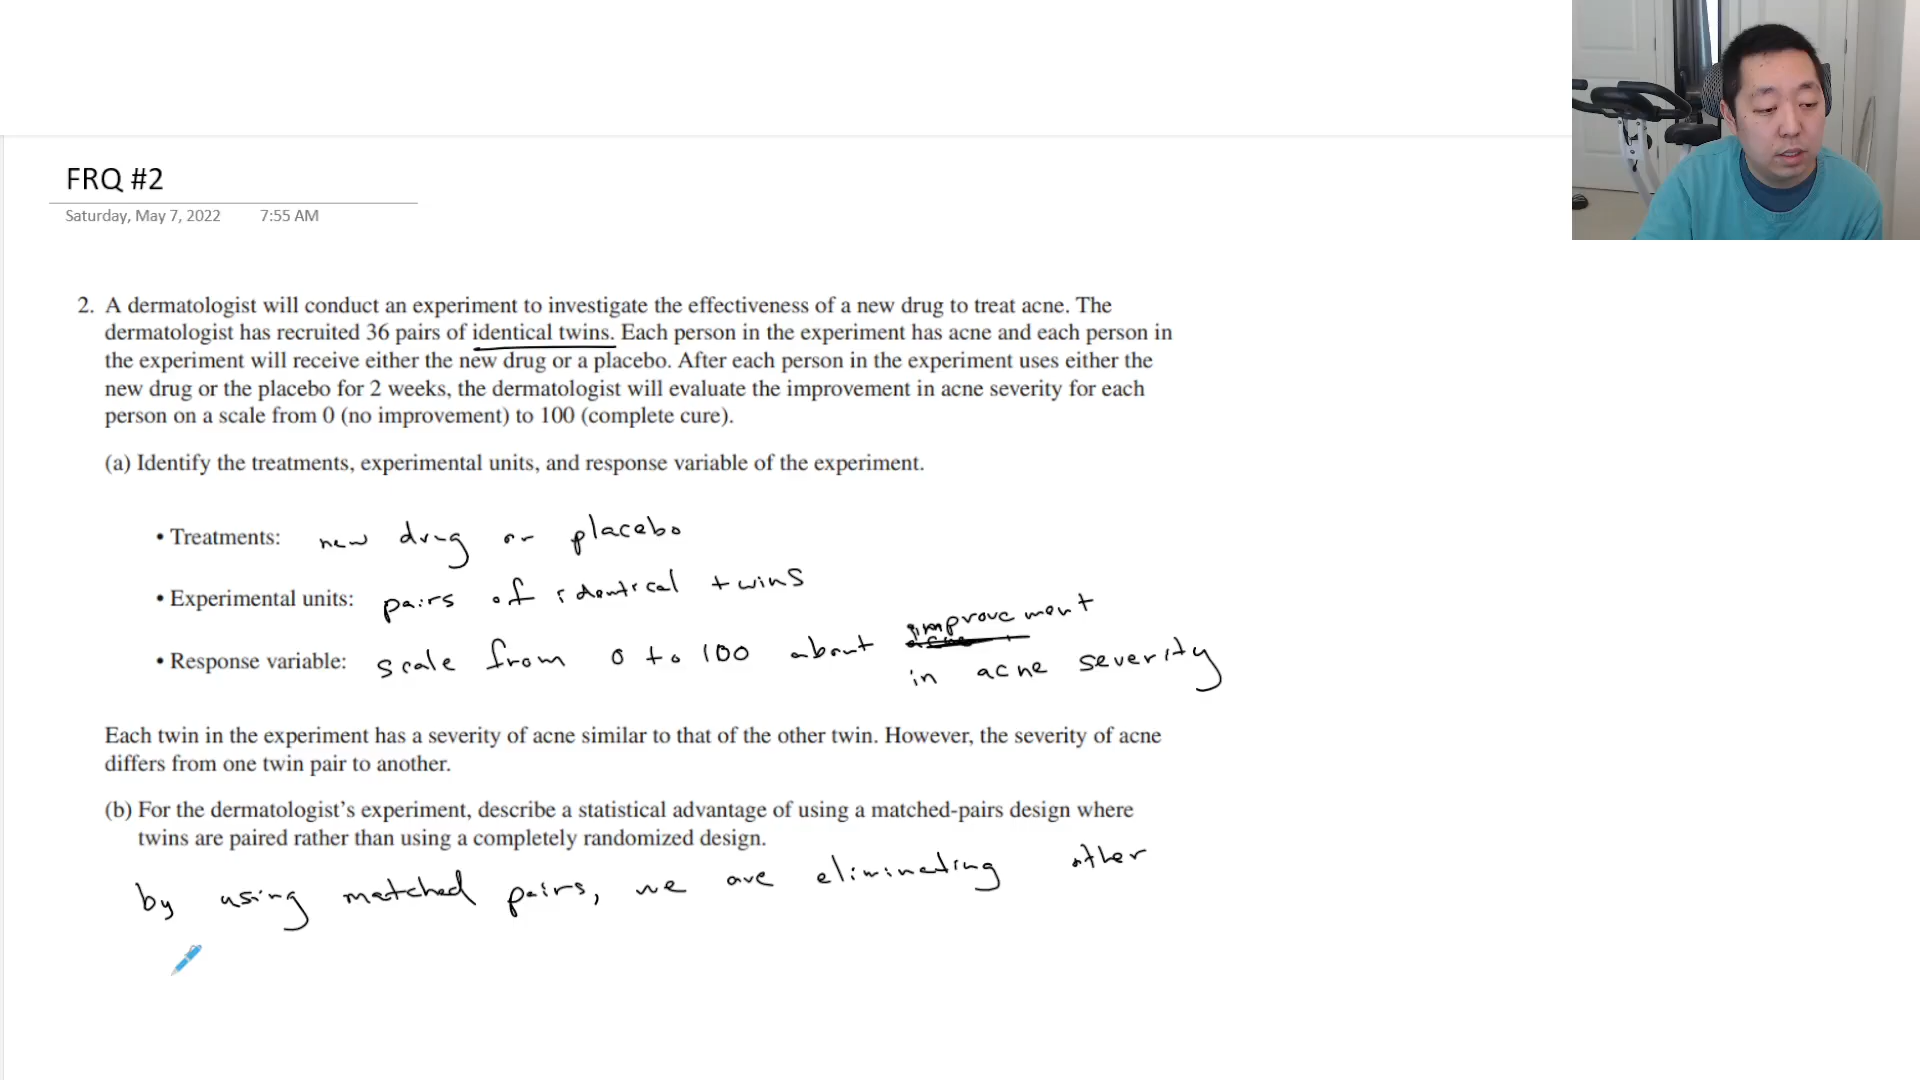 FRQ #2
Saturday, May 7, 2022 7:55 AM
2. A dermatologist will conduct an experiment to investigate the effectiveness of a new drug to treat acne. The
dermatologist has recruited 36 pairs of identical twins. Each person in the experiment has acne and each person in
the experiment will receive either the new drug or a placebo. After each person in the experiment uses either the
new drug or the placebo for 2 weeks, the dermatologist will evaluate the improvement in acne severity for each
person on a scale from 0 (no improvement) to 100 (complete cure).
(a) Identify the treatments, experimental units, and response variable of the experiment.
• Treatments: new drug or placebo
• Experimental units: pairs of identical twins
• Response variable: scale from 0 to 100 about improvement
in acne severity
Each twin in the experiment has a severity of acne similar to that of the other twin. However, the severity of acne
differs from one twin pair to another.
(b) For the dermatologist's experiment, describe a statistical advantage of using a matched-pairs design where
twins are paired rather than using a completely randomized design.
by using matched pairs, we are eliminating other